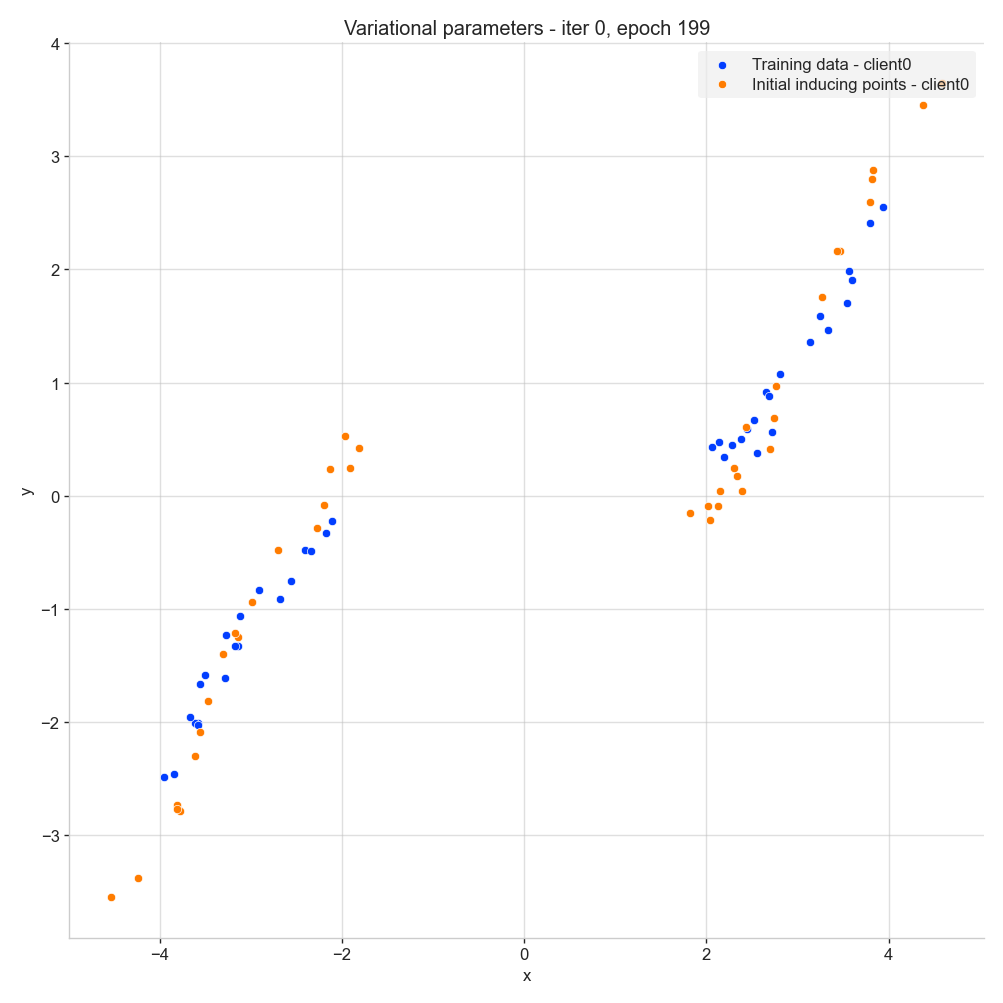 Variational parameters - iter 0, epoch 199
Training data - client0
Initial inducing points - client0
4
3
2
1
0
−1
−2
−3
y
−4 −2 0 2 4
x